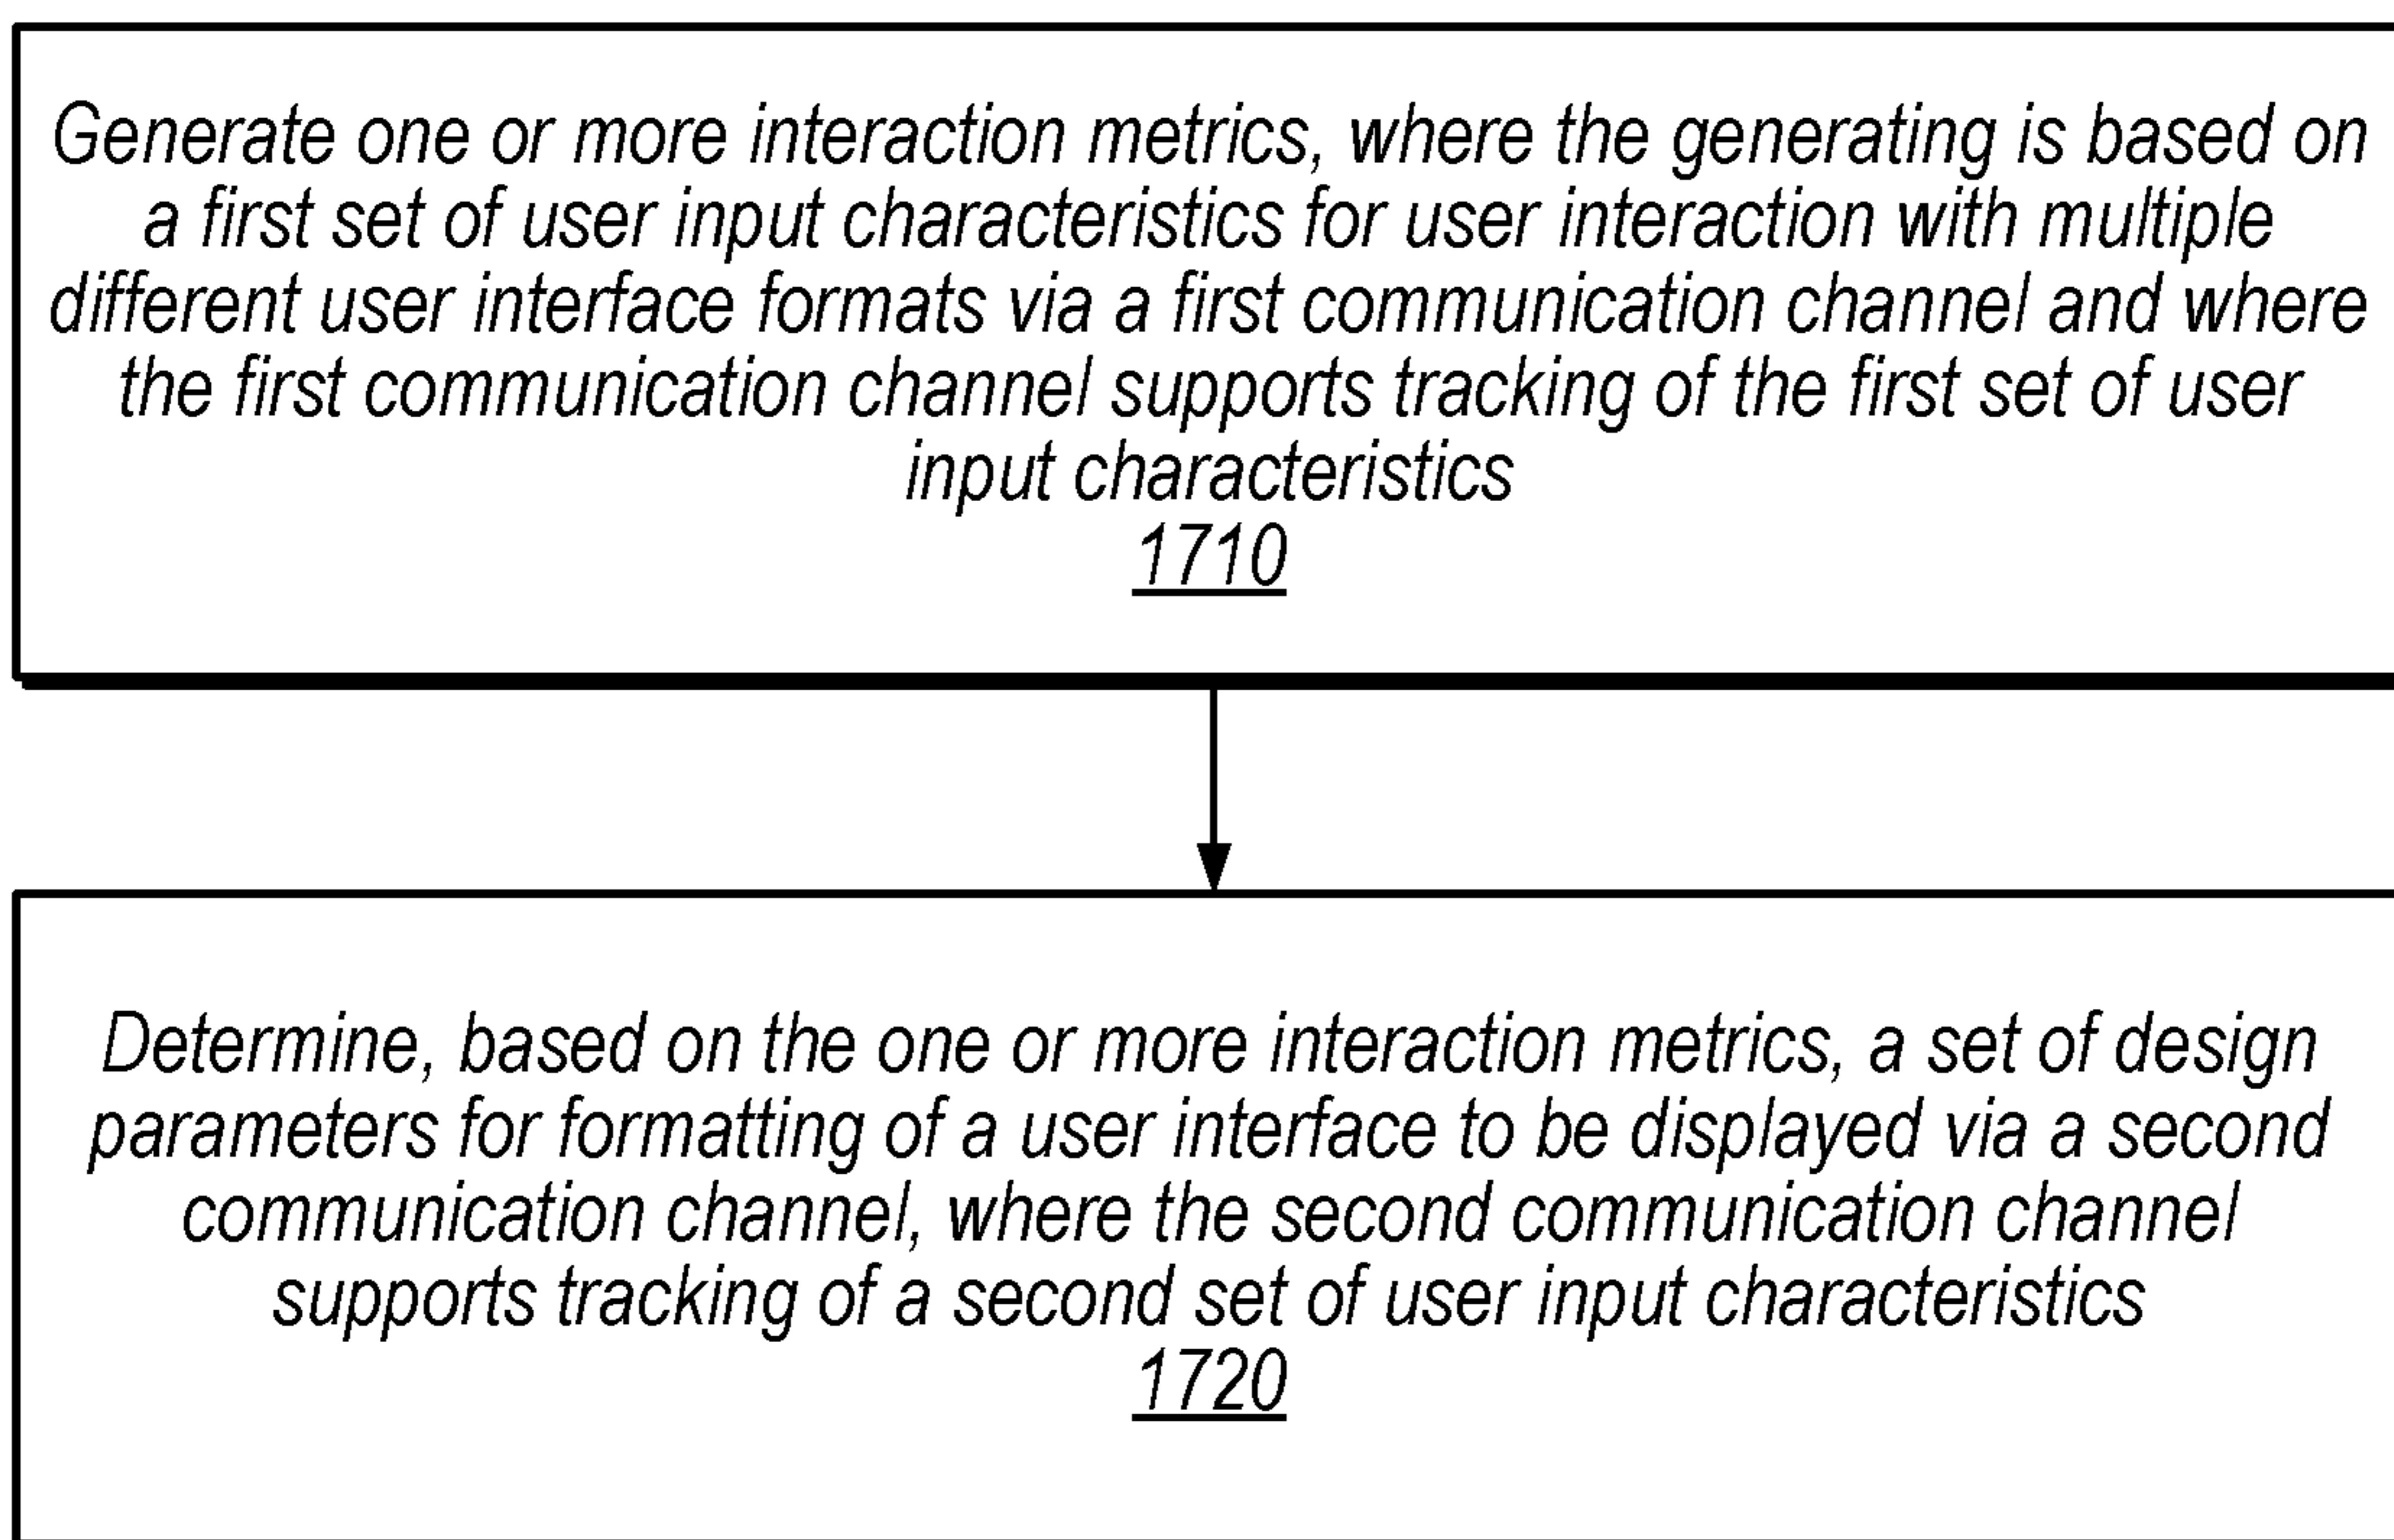 Generate one or more interaction metrics, where the generating is based on
a first set of user input characteristics for user interaction with multiple
different user interface formats via a first communication channel and where
the first communication channel supports tracking of the first set of user
input characteristics
1710
Determine, based on the one or more interaction metrics, a set of design
parameters for formatting of a user interface to be displayed via a second
communication channel, where the second communication channel
supports tracking of a second set of user input characteristics
1720